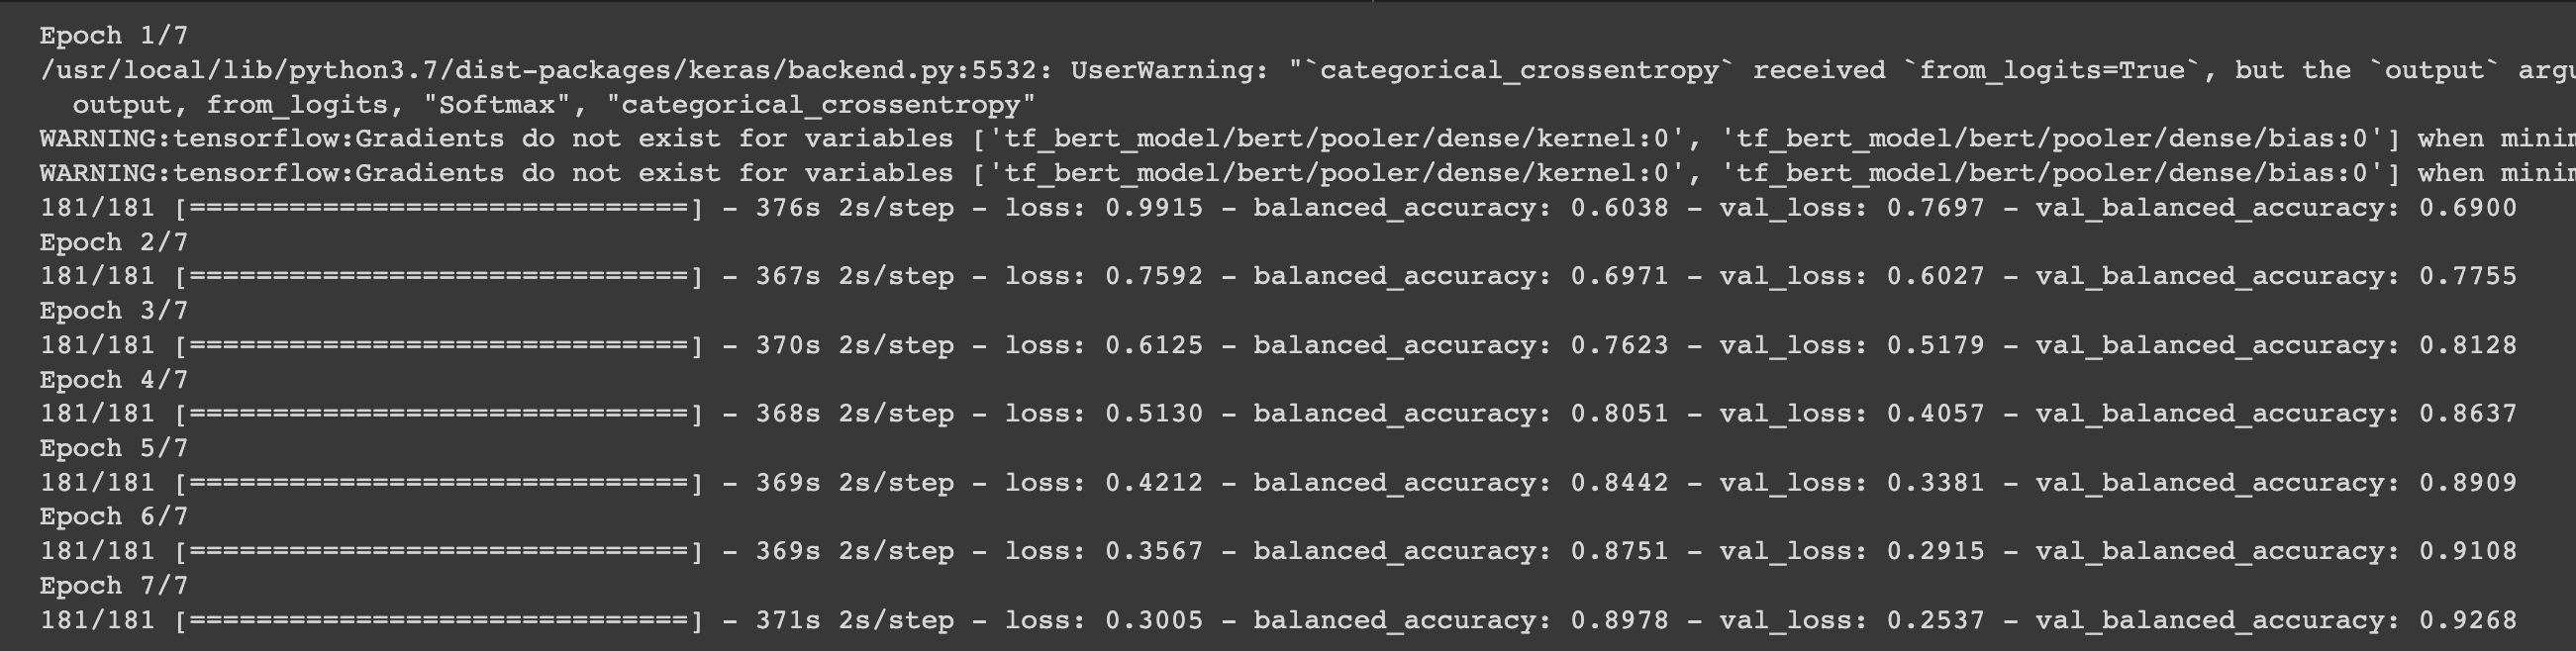 Epoch 1/7
/usr/local/lib/python3.7/dist-packages/keras/backend.py:5532: UserWarning: "`categorical_crossentropy` received `from_logits=True`, but the `output` argu
output, from_logits, "Softmax", "categorical_crossentropy"
WARNING:tensorflow:Gradients do not exist for variables ['tf_bert_model/bert/pooler/dense/kernel:0', 'tf_bert_model/bert/pooler/dense/bias:0'] when minim
WARNING:tensorflow:Gradients do not exist for variables ['tf_bert_model/bert/pooler/dense/kernel:0', 'tf_bert_model/bert/pooler/dense/bias:0'] when minim
181/181 [==============================] - 376s 2s/step - loss: 0.9915 - balanced_accuracy: 0.6038 - val_loss: 0.7697 - val_balanced_accuracy: 0.6900
Epoch 2/7
181/181 [==============================] - 367s 2s/step - loss: 0.7592 - balanced_accuracy: 0.6971 - val_loss: 0.6027 - val_balanced_accuracy: 0.7755
Epoch 3/7
181/181 [==============================] - 370s 2s/step - loss: 0.6125 - balanced_accuracy: 0.7623 - val_loss: 0.5179 - val_balanced_accuracy: 0.8128
Epoch 4/7
181/181 [==============================] - 368s 2s/step - loss: 0.5130 - balanced_accuracy: 0.8051 - val_loss: 0.4057 - val_balanced_accuracy: 0.8637
Epoch 5/7
181/181 [==============================] - 369s 2s/step - loss: 0.4212 - balanced_accuracy: 0.8442 - val_loss: 0.3381 - val_balanced_accuracy: 0.8909
Epoch 6/7
181/181 [==============================] - 369s 2s/step - loss: 0.3567 - balanced_accuracy: 0.8751 - val_loss: 0.2915 - val_balanced_accuracy: 0.9108
Epoch 7/7
181/181 [==============================] - 371s 2s/step - loss: 0.3005 - balanced_accuracy: 0.8978 - val_loss: 0.2537 - val_balanced_accuracy: 0.9268